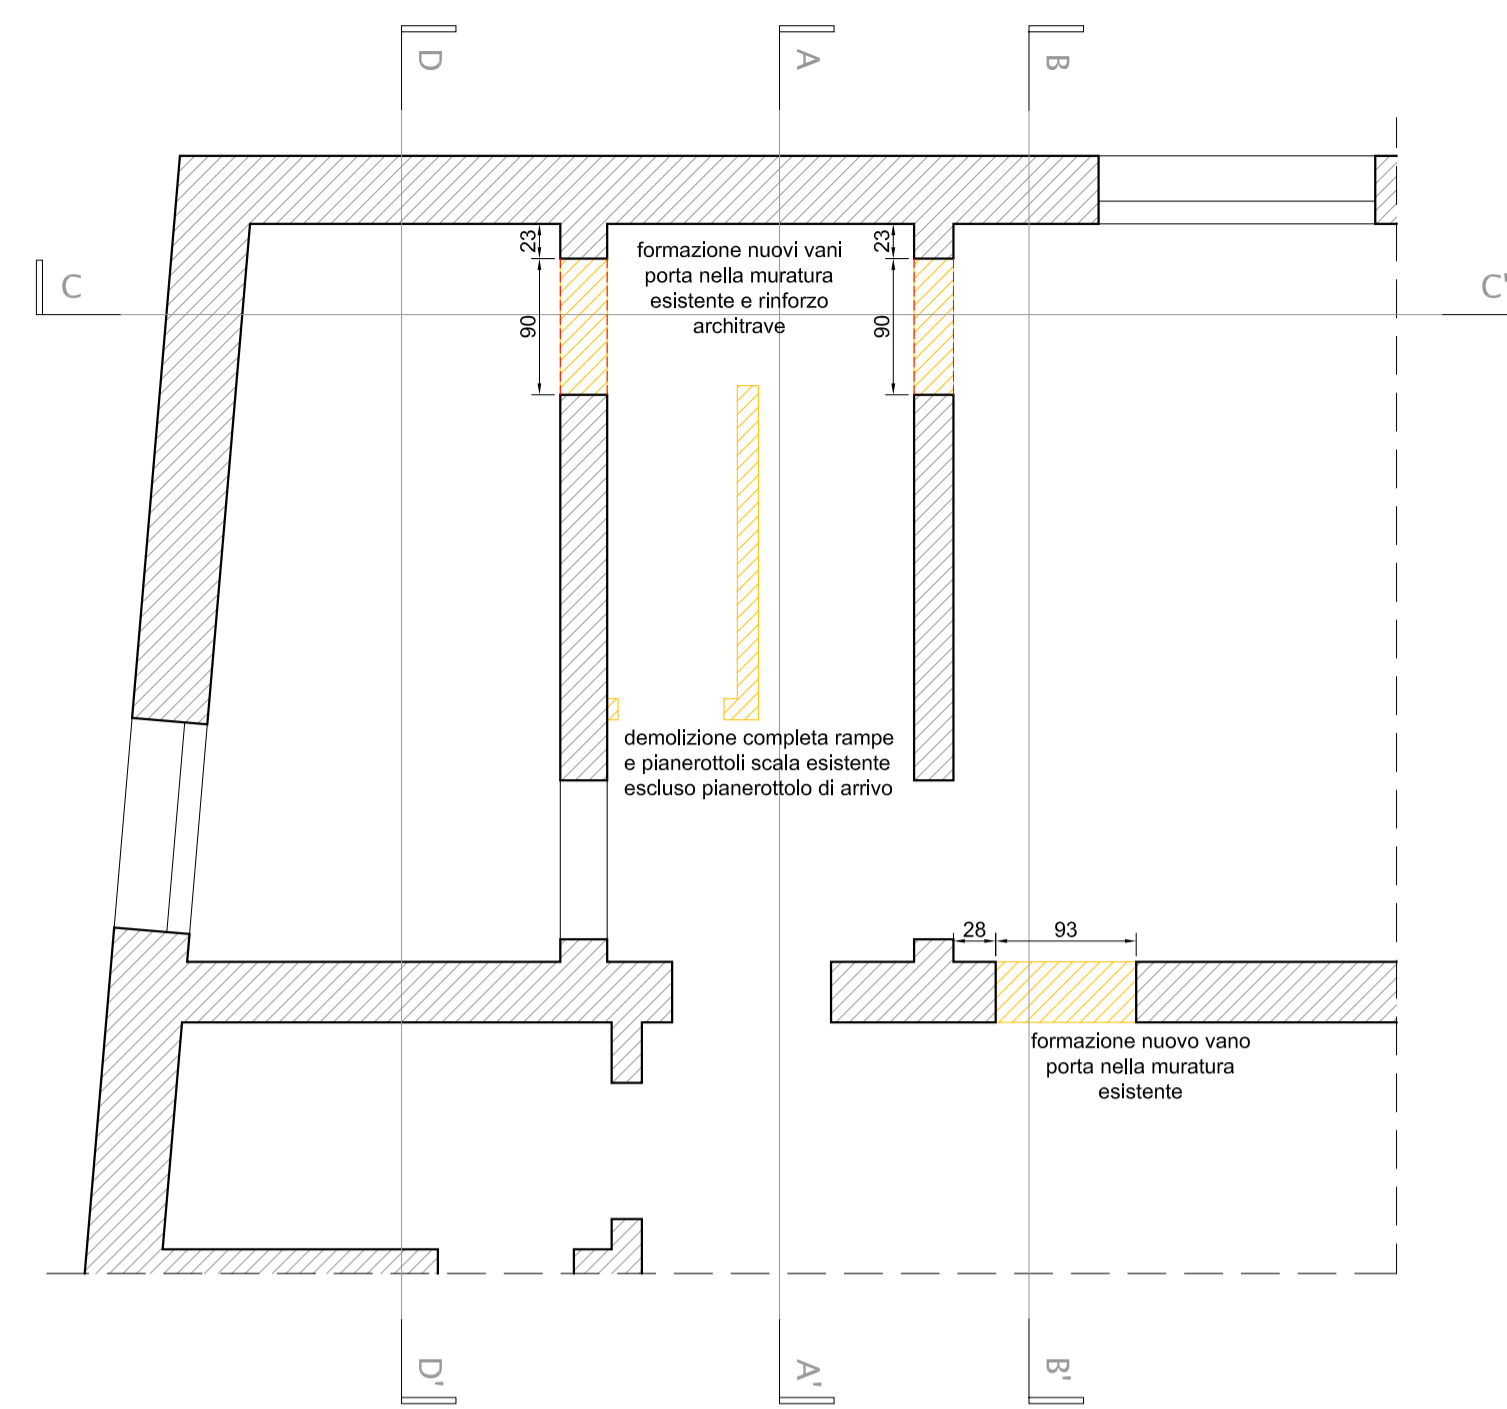 D
A
B
C
C'
23
90
23
90
formazione nuovi vani
porta nella muratura
esistente e rinforzo
architrave
demolizione completa rampe
e pianerottoli scala esistente
escluso pianerottolo di arrivo
28
93
formazione nuovo vano
porta nella muratura
esistente
D'
A'
B'